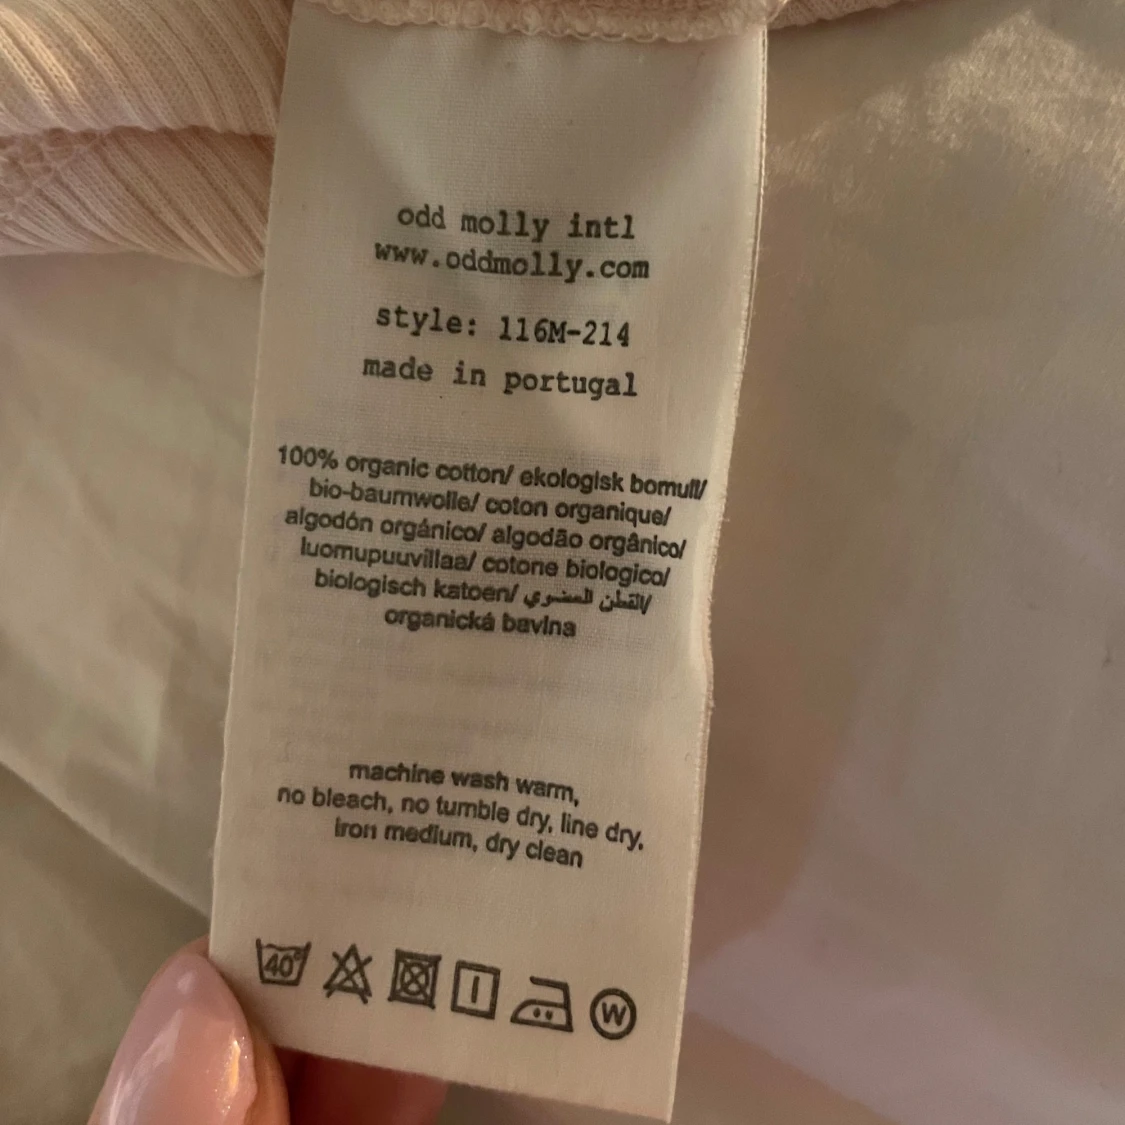 odd molly intl
www.oddmolly.com
style: 116M-214
made in portugal
100% organic cotton/ ekologisk bomull/
bio-baumwolle/ coton organique/
algodón orgánico/ algodão orgânico/
luomupuuvillaa/ cotone biologico/
biologisch katoen/ القطن العضوي/
organická bavlna
machine wash warm,
no bleach, no tumble dry, line dry,
iron medium, dry clean
40°
W